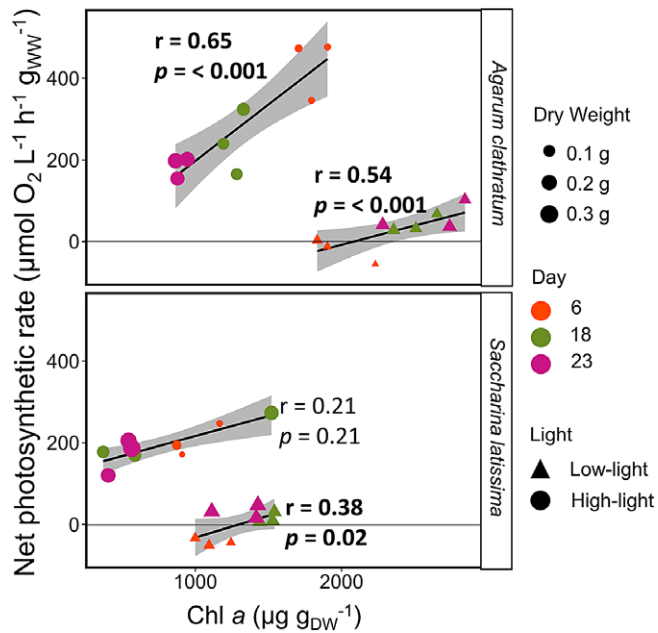 Net photosynthetic rate (µmol O₂ L⁻¹ h⁻¹ gWW⁻¹)
400
200
0
r = 0.65
p = < 0.001
r = 0.54
p = < 0.001
Agarum clathratum
400
200
0
r = 0.21
p = 0.21
r = 0.38
p = 0.02
Saccharina latissima
1000
2000
Chl a (µg gDW⁻¹)
Dry Weight
0.1 g
0.2 g
0.3 g
Day
6
18
23
Light
Low-light
High-light